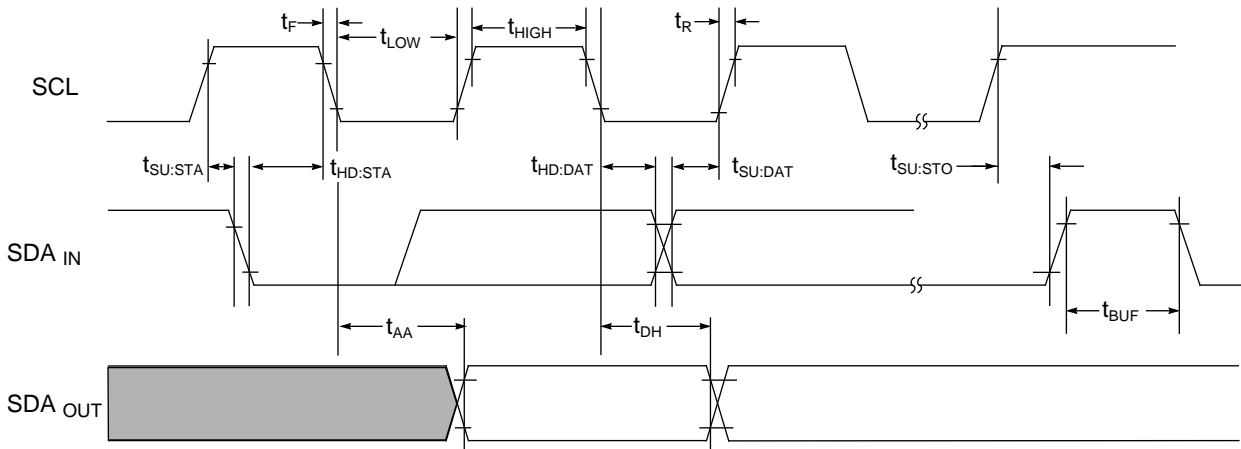 tF
tLOW
tHIGH
tR
SCL
tSU:STA
tHD:STA
tHD:DAT
tSU:DAT
tSU:STO
SDA IN
tBUF
tAA
tDH
SDA OUT